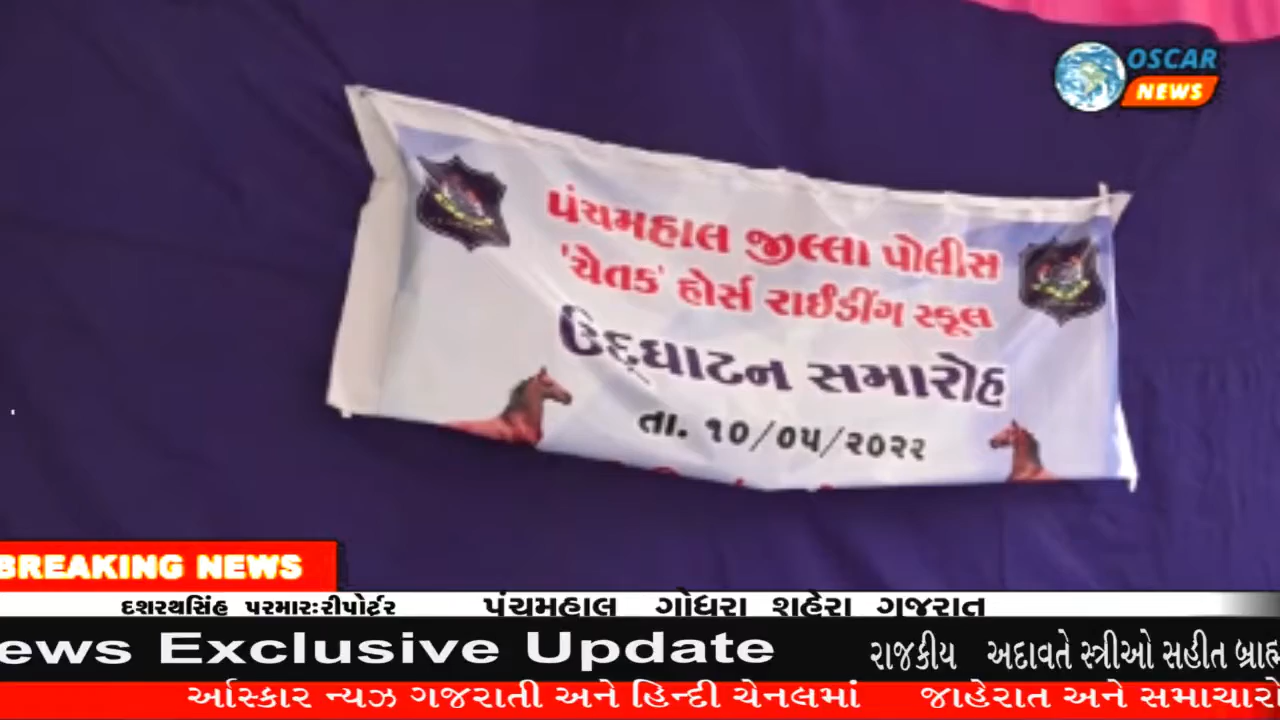 OSCAR
NEWS
પંચમહાલ જીલ્લા પોલીસ
'ચેતક' હોર્સ રાઈડીંગ સ્કૂલ
ઉદ્‌ઘાટન સમારોહ
તા. ૧૦/૦૫/૨૦૨૨
BREAKING NEWS
દશરથસિંહ પરમારઃરીપોર્ટર પંચમહાલ ગોધરા શહેરા ગુજરાત
ews Exclusive Update રાજકીય અદાવતે સ્ત્રીઓ સહીત બ્રાહ્મ
ર્આસ્કાર ન્યુઝ ગુજરાતી અને હિન્દી ચેનલમાં જાહેરાત અને સમાચારો